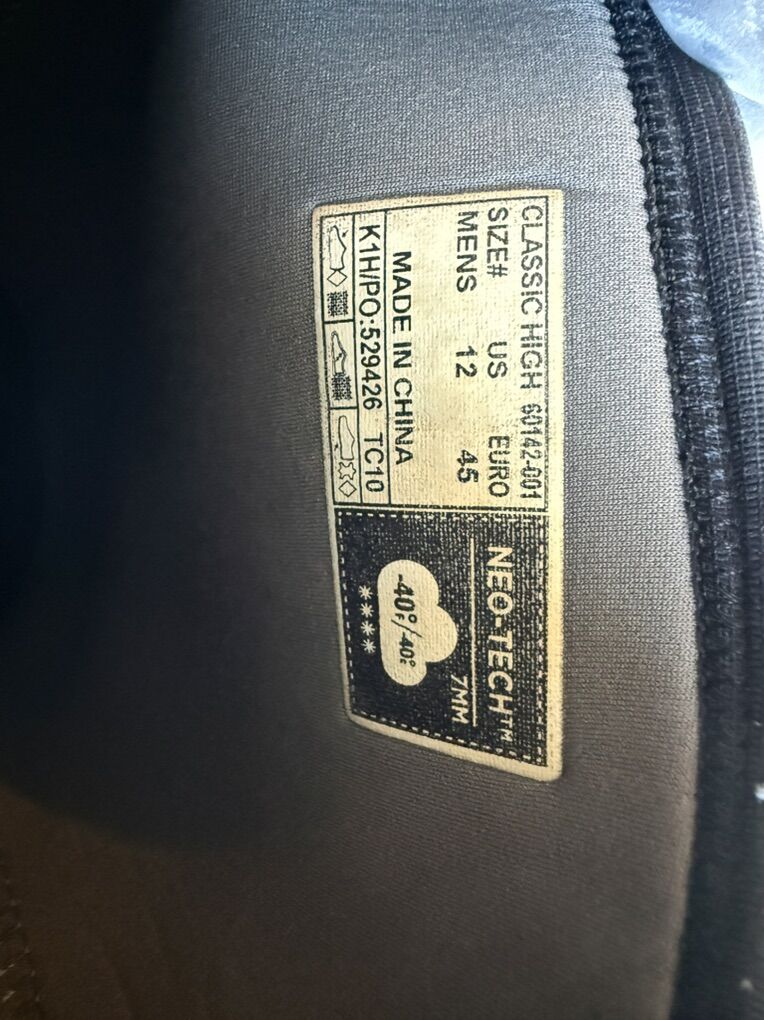 CLASSIC HIGH 60142-001
SIZE# US EURO
MENS 12 45
MADE IN CHINA
K1H/PO:529426 TC10
NEO-TECH™
7MM
-40°F/-40°C